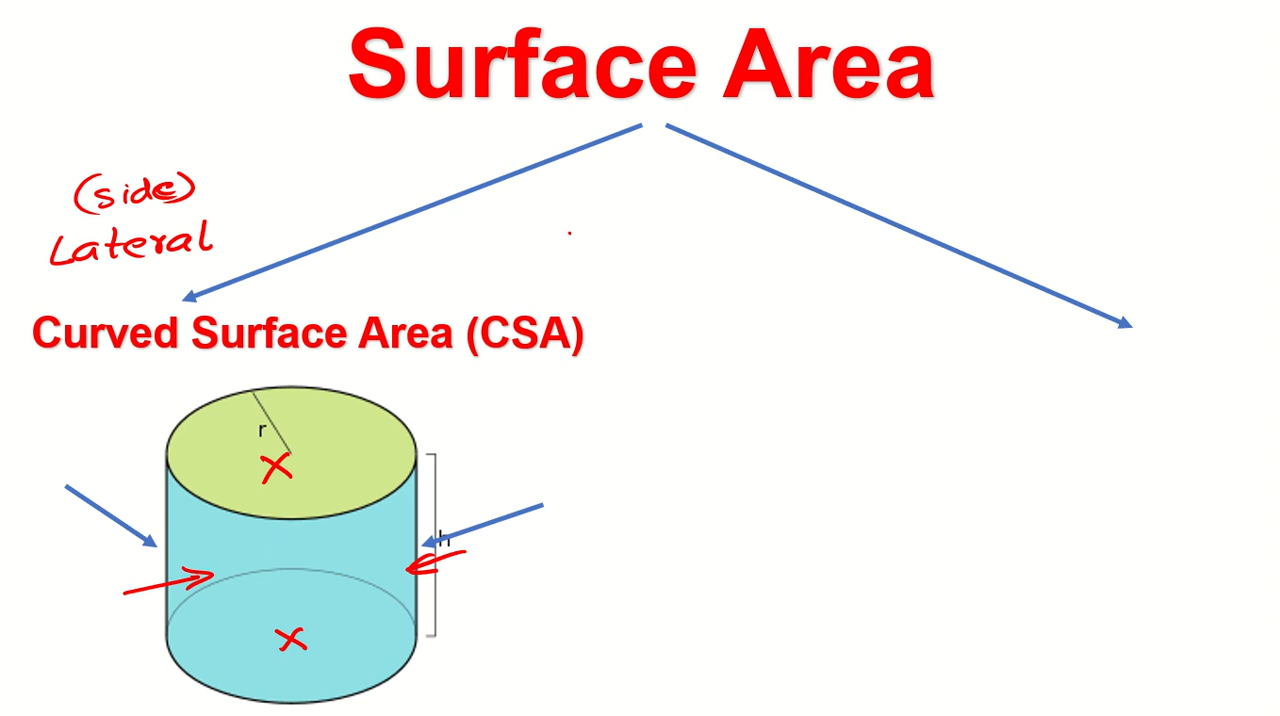 Surface Area
(side)
Lateral
Curved Surface Area (CSA)
r
h